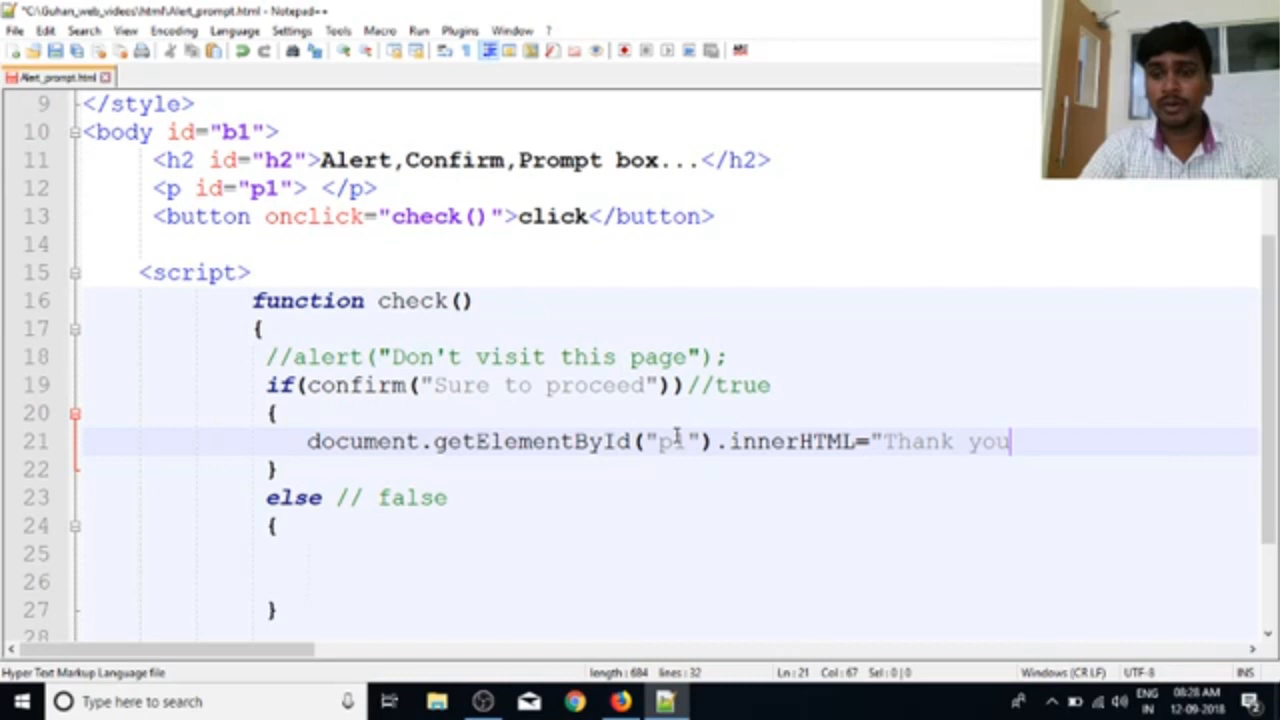 *C:\Guhan_web_videos\html\Alert_prompt.html - Notepad++
File Edit Search View Encoding Language Settings Tools Macro Run Plugins Window ?
Alert_prompt.html
9 </style>
10 <body id="b1">
11 <h2 id="h2">Alert,Confirm,Prompt box...</h2>
12 <p id="p1"> </p>
13 <button onclick="check()">click</button>
14
15 <script>
16 function check()
17 {
18 //alert("Don't visit this page");
19 if(confirm("Sure to proceed"))//true
20 {
21 document.getElementById("p1").innerHTML="Thank you
22 }
23 else // false
24 {
25
26
27 }
28
Hyper Text Markup Language file length : 684 lines : 32 Ln : 21 Col : 67 Sel : 0 | 0 Windows (CR LF) UTF-8 INS
Type here to search ENG 08:28 AM
IN 12-09-2018 2